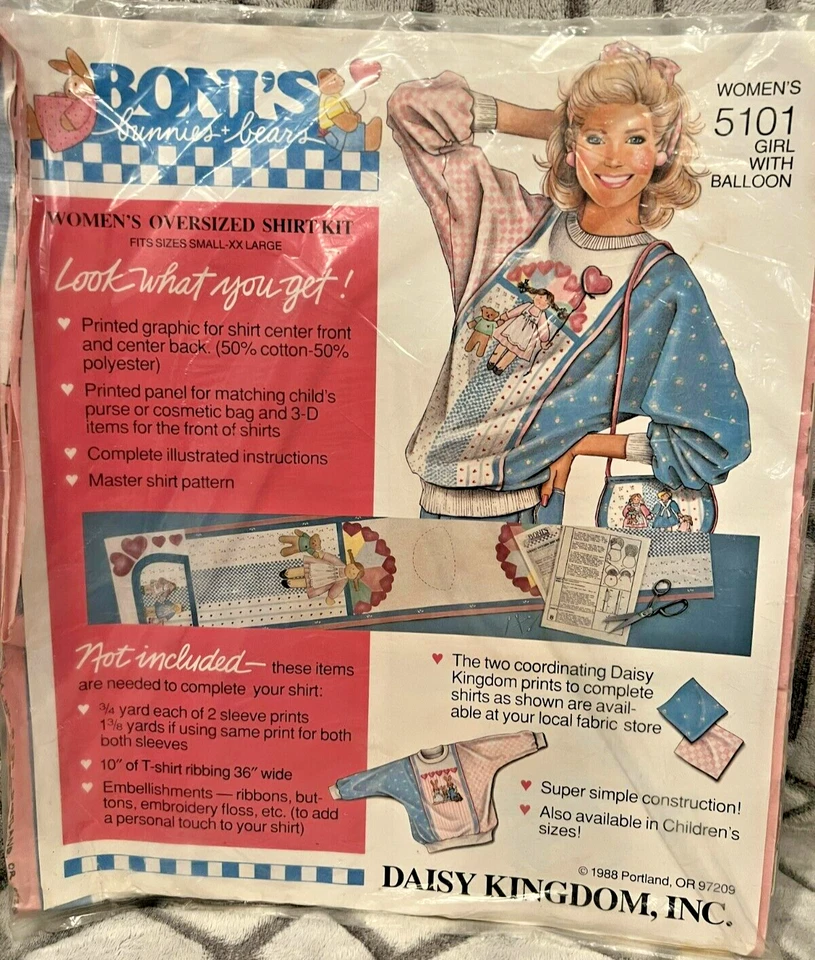 BONI'S
bunnies + bears
WOMEN'S
5101
GIRL
WITH
BALLOON
WOMEN'S OVERSIZED SHIRT KIT
FITS SIZES SMALL-XX LARGE
Look what you get!
Printed graphic for shirt center front
and center back. (50% cotton-50%
polyester)
Printed panel for matching child's
purse or cosmetic bag and 3-D
items for the front of shirts
Complete illustrated instructions
Master shirt pattern
Not included — these items
are needed to complete your shirt:
¾ yard each of 2 sleeve prints
1⅜ yards if using same print for both
both sleeves
10" of T-shirt ribbing 36" wide
Embellishments — ribbons, but-
tons, embroidery floss, etc. (to add
a personal touch to your shirt)
The two coordinating Daisy
Kingdom prints to complete
shirts as shown are avail-
able at your local fabric store
Super simple construction!
Also available in Children's
sizes!
© 1988 Portland, OR 97209
DAISY KINGDOM, INC.